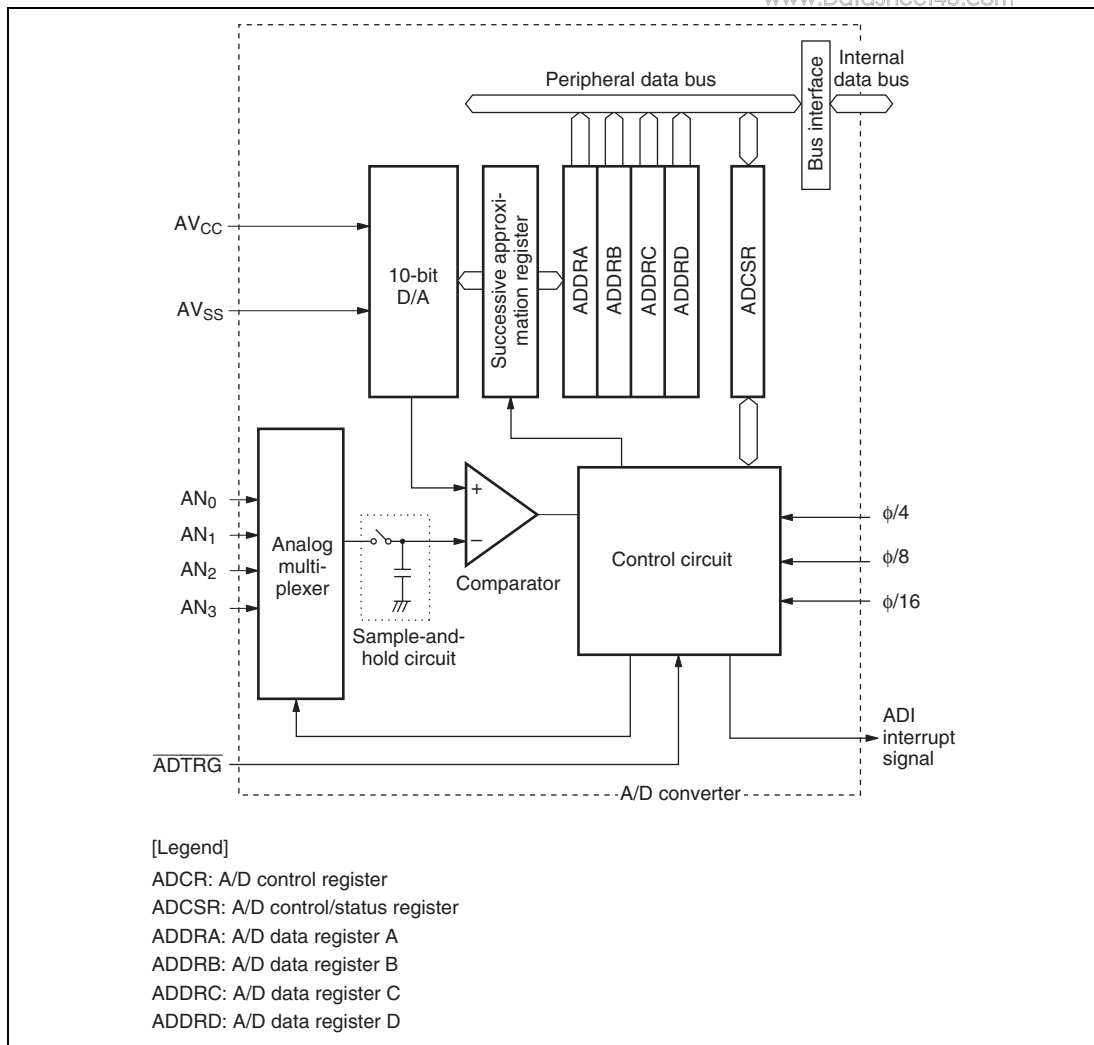 www.DataSheet4U.com
Peripheral data bus
Internal
data bus
Bus interface
AVCC
AVSS
10-bit
D/A
Successive approxi-
mation register
ADDRA
ADDRB
ADDRC
ADDRD
ADCSR
AN0
AN1
AN2
AN3
Analog
multi-
plexer
+
−
Comparator
Sample-and-
hold circuit
Control circuit
ϕ/4
ϕ/8
ϕ/16
ADI
interrupt
signal
ADTRG
A/D converter
[Legend]
ADCR: A/D control register
ADCSR: A/D control/status register
ADDRA: A/D data register A
ADDRB: A/D data register B
ADDRC: A/D data register C
ADDRD: A/D data register D